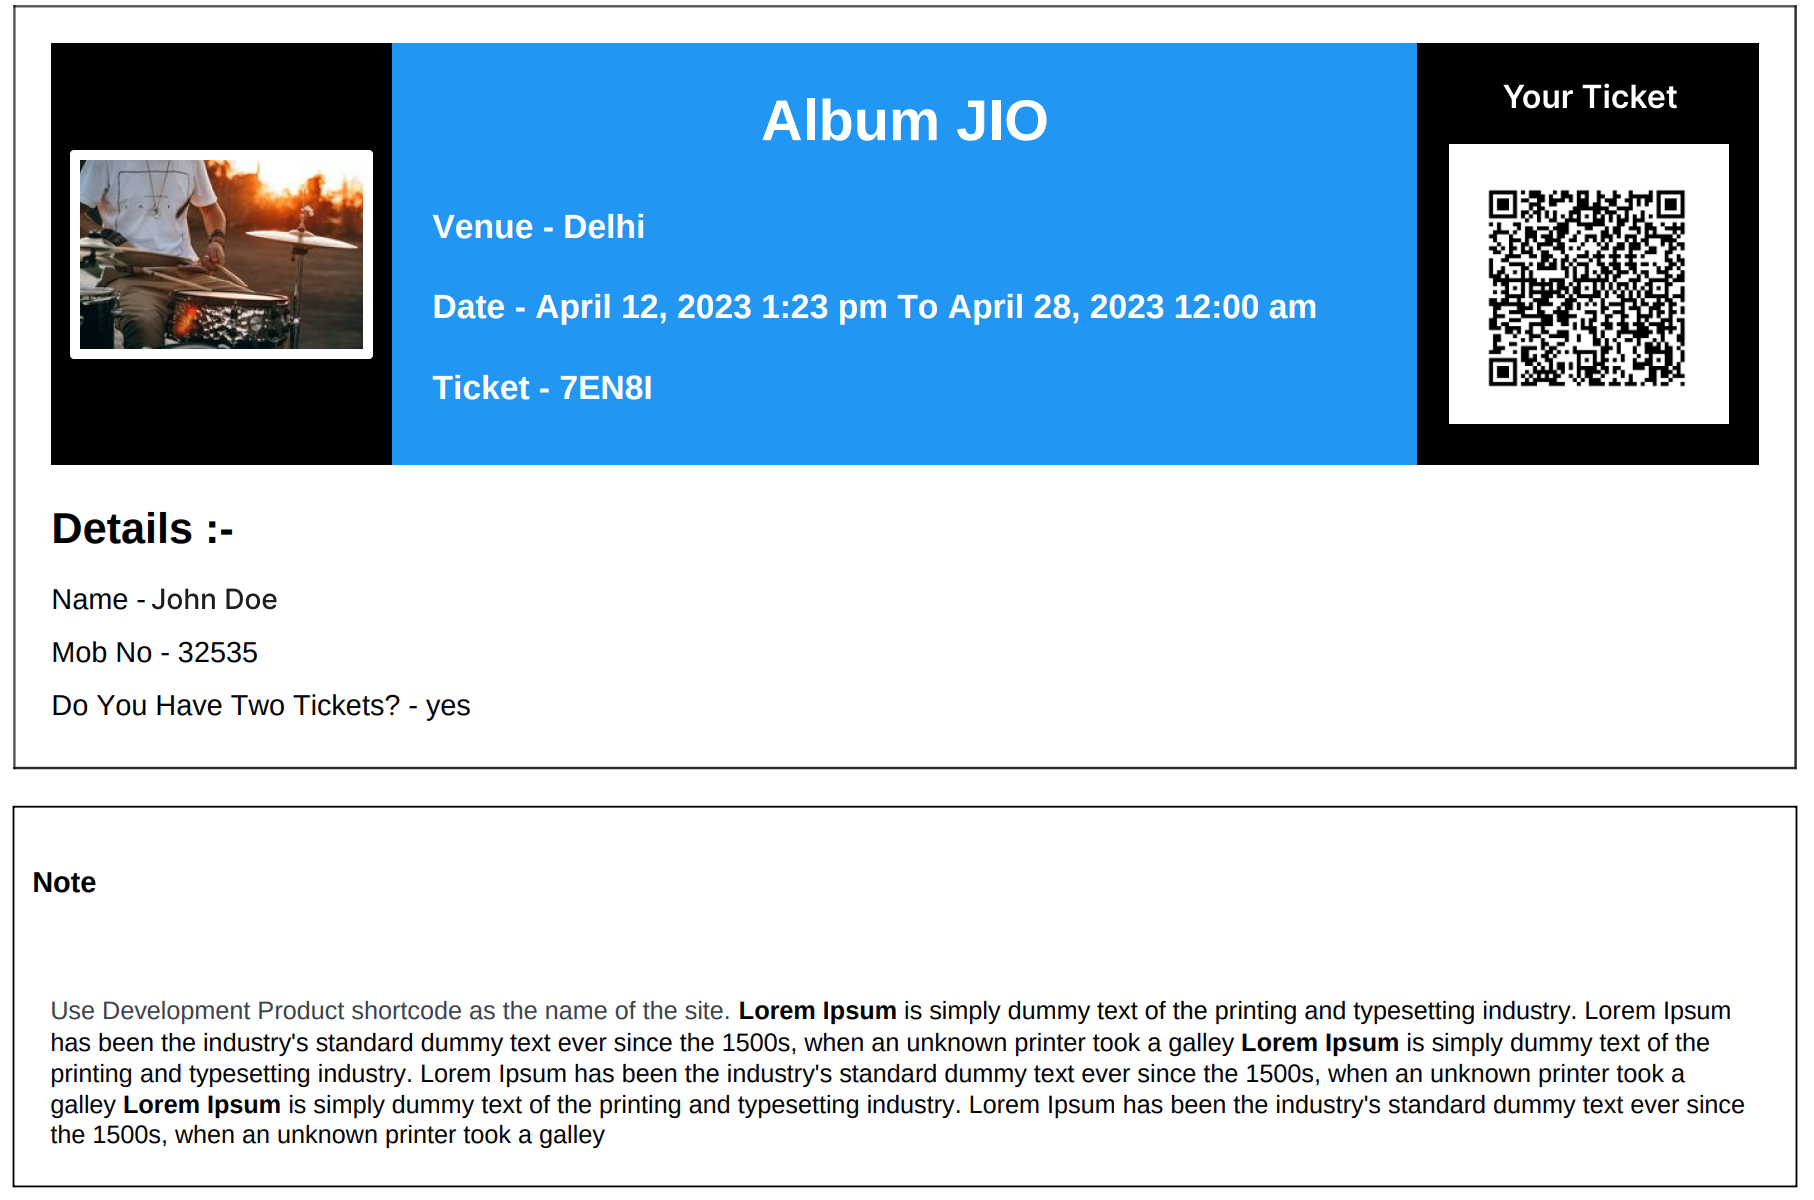 Album JIO
Your Ticket
Venue - Delhi
Date - April 12, 2023 1:23 pm To April 28, 2023 12:00 am
Ticket - 7EN8I
Details :-
Name - John Doe
Mob No - 32535
Do You Have Two Tickets? - yes
Note
Use Development Product shortcode as the name of the site. Lorem Ipsum is simply dummy text of the printing and typesetting industry. Lorem Ipsum
has been the industry's standard dummy text ever since the 1500s, when an unknown printer took a galley Lorem Ipsum is simply dummy text of the
printing and typesetting industry. Lorem Ipsum has been the industry's standard dummy text ever since the 1500s, when an unknown printer took a
galley Lorem Ipsum is simply dummy text of the printing and typesetting industry. Lorem Ipsum has been the industry's standard dummy text ever since
the 1500s, when an unknown printer took a galley